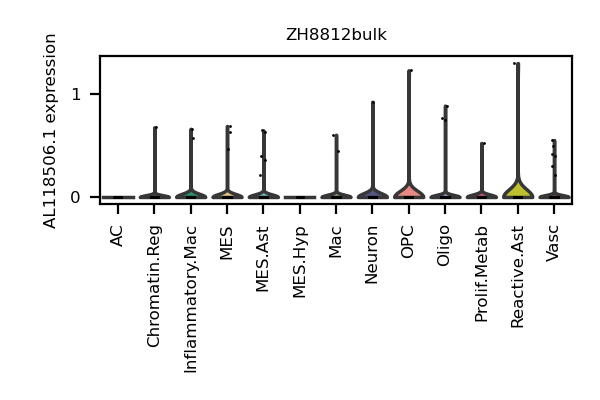 ZH8812bulk
AL118506.1 expression
1
0
AC
Chromatin.Reg
Inflammatory.Mac
MES
MES.Ast
MES.Hyp
Mac
Neuron
OPC
Oligo
Prolif.Metab
Reactive.Ast
Vasc